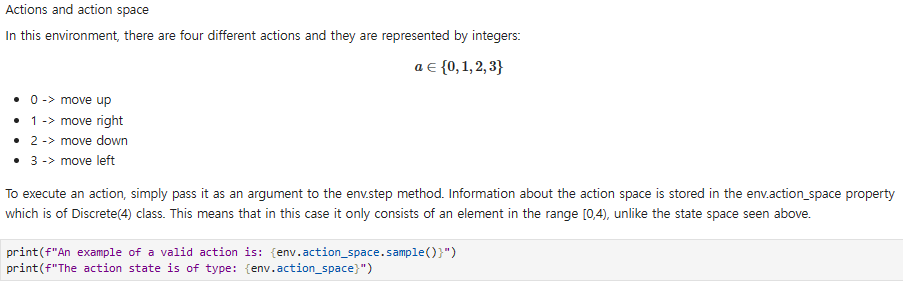 Actions and action space
In this environment, there are four different actions and they are represented by integers:
a ∈ {0, 1, 2, 3}
• 0 -> move up
• 1 -> move right
• 2 -> move down
• 3 -> move left
To execute an action, simply pass it as an argument to the env.step method. Information about the action space is stored in the env.action_space property
which is of Discrete(4) class. This means that in this case it only consists of an element in the range [0,4), unlike the state space seen above.
print(f"An example of a valid action is: {env.action_space.sample()}")
print(f"The action state is of type: {env.action_space}")